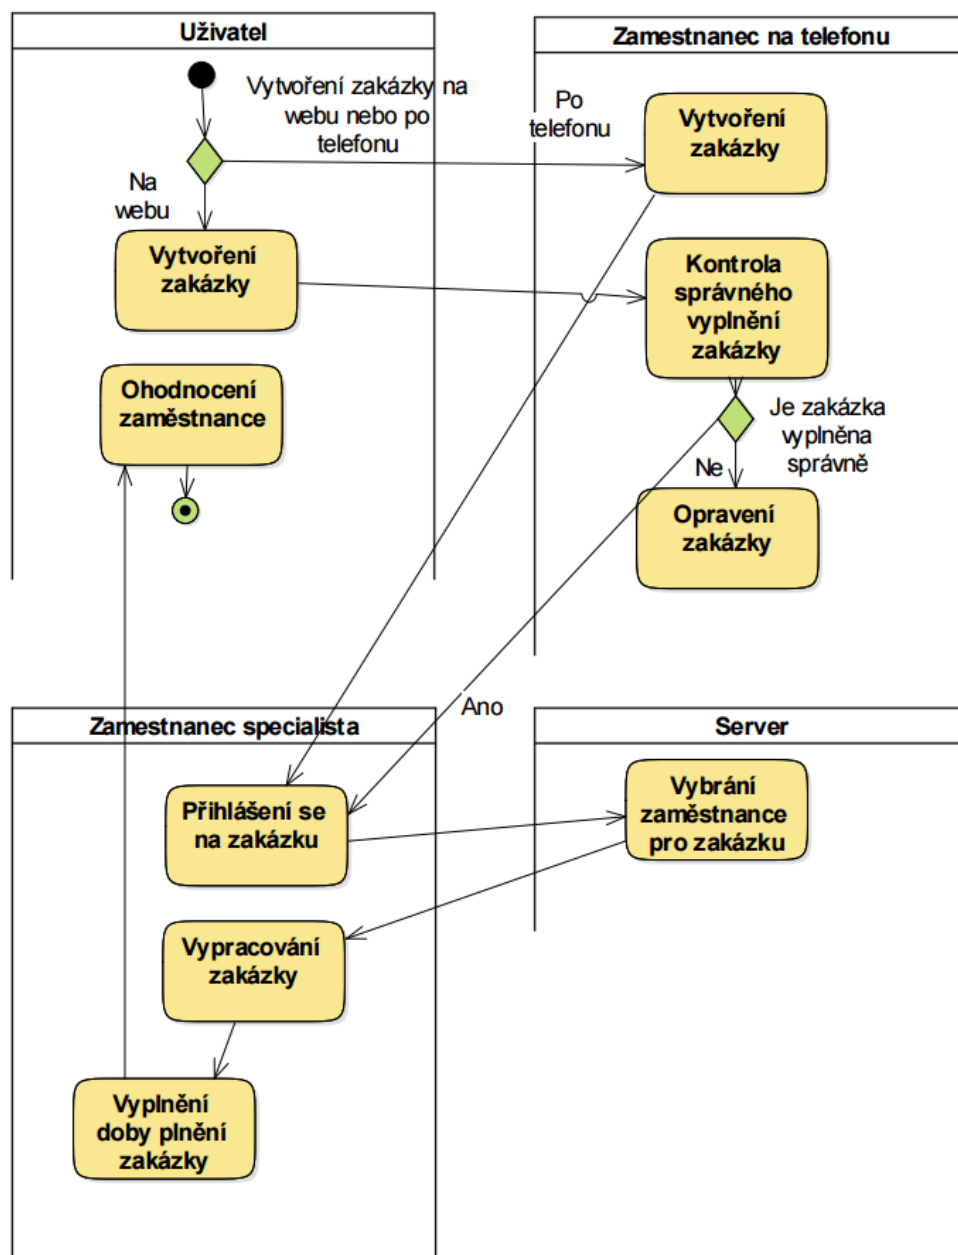 Uživatel
Vytvoření zakázky na
webu nebo po
telefonu
Na
webu
Vytvoření
zakázky
Ohodnocení
zaměstnance
Zamestnanec na telefonu
Po
telefonu
Vytvoření
zakázky
Kontrola
správného
vyplnění
zakázky
Je zakázka
vyplněna
správně
Ne
Opravení
zakázky
Ano
Zamestnanec specialista
Přihlášení se
na zakázku
Vypracování
zakázky
Vyplnění
doby plnění
zakázky
Server
Vybrání
zaměstnance
pro zakázku